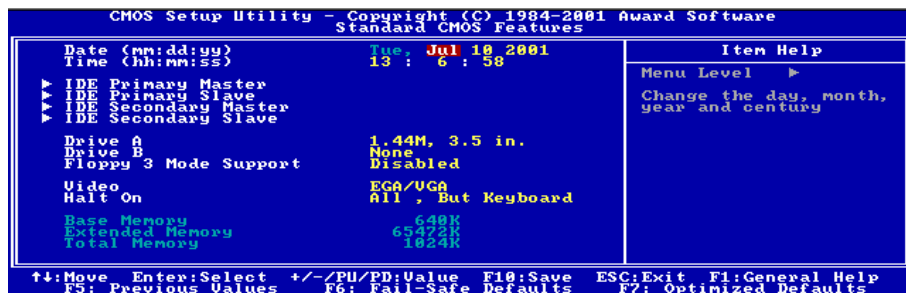 CMOS Setup Utility - Copyright (C) 1984-2001 Award Software
Standard CMOS Features
Date (mm:dd:yy) Tue, Jul 10 2001
Time (hh:mm:ss) 13 : 6 : 58
► IDE Primary Master
► IDE Primary Slave
► IDE Secondary Master
► IDE Secondary Slave
Drive A 1.44M, 3.5 in.
Drive B None
Floppy 3 Mode Support Disabled
Video EGA/VGA
Halt On All , But Keyboard
Base Memory 640K
Extended Memory 65472K
Total Memory 1024K
Item Help
Menu Level ►
Change the day, month,
year and century
↑↓:Move Enter:Select +/-/PU/PD:Value F10:Save ESC:Exit F1:General Help
F5: Previous Values F6: Fail-Safe Defaults F7: Optimized Defaults